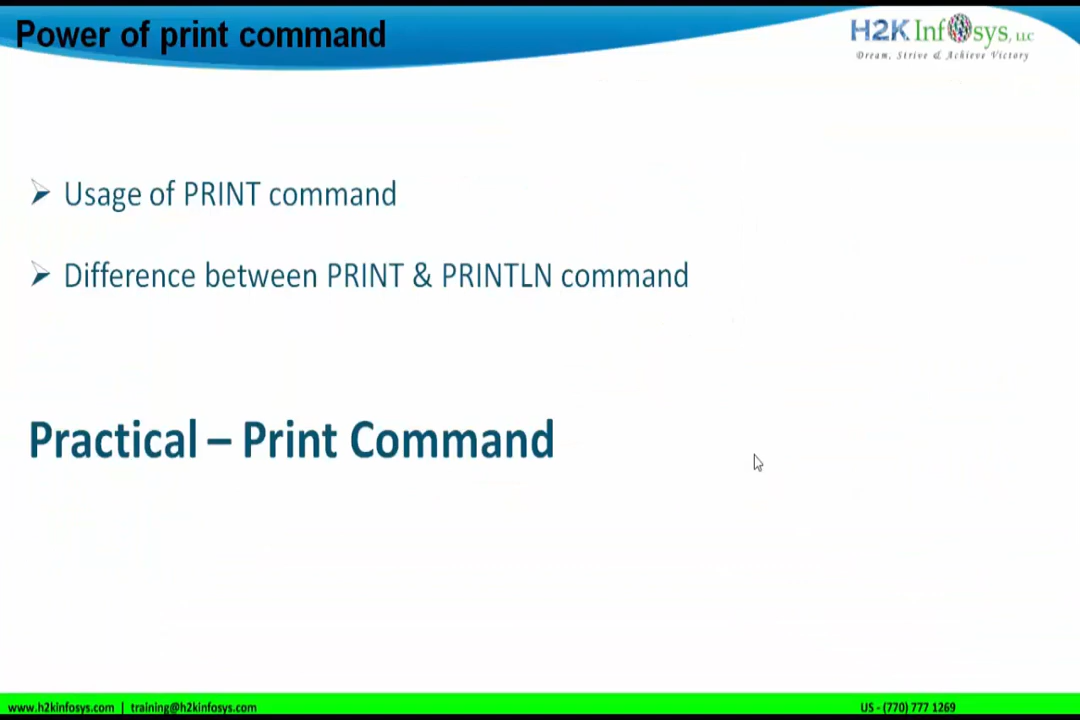 Power of print command
H2K Infosys, LLC
Dream, Strive & Achieve Victory
Usage of PRINT command
Difference between PRINT & PRINTLN command
Practical – Print Command
www.h2kinfosys.com | training@h2kinfosys.com
US - (770) 777 1269